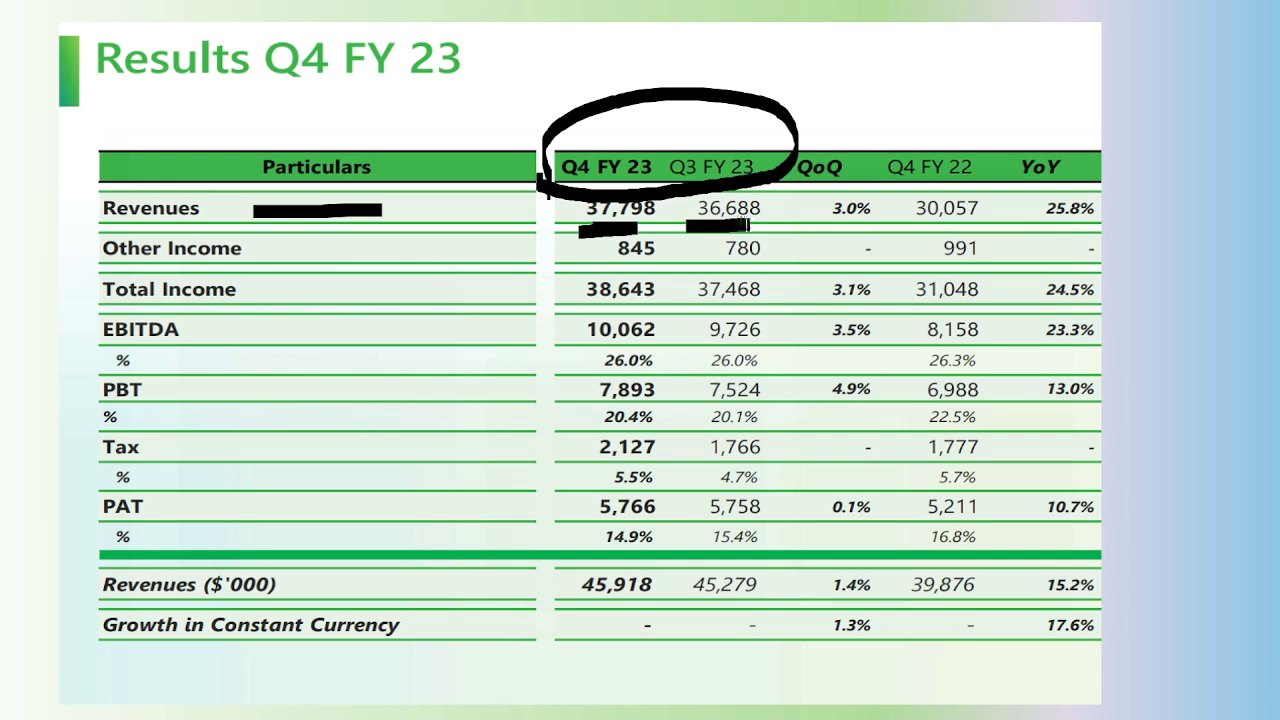 Results Q4 FY 23
Particulars Q4 FY 23 Q3 FY 23 QoQ Q4 FY 22 YoY
Revenues 37,798 36,688 3.0% 30,057 25.8%
Other Income 845 780 - 991 -
Total Income 38,643 37,468 3.1% 31,048 24.5%
EBITDA 10,062 9,726 3.5% 8,158 23.3%
% 26.0% 26.0% 26.3%
PBT 7,893 7,524 4.9% 6,988 13.0%
% 20.4% 20.1% 22.5%
Tax 2,127 1,766 - 1,777 -
% 5.5% 4.7% 5.7%
PAT 5,766 5,758 0.1% 5,211 10.7%
% 14.9% 15.4% 16.8%
Revenues ($'000) 45,918 45,279 1.4% 39,876 15.2%
Growth in Constant Currency - - 1.3% - 17.6%